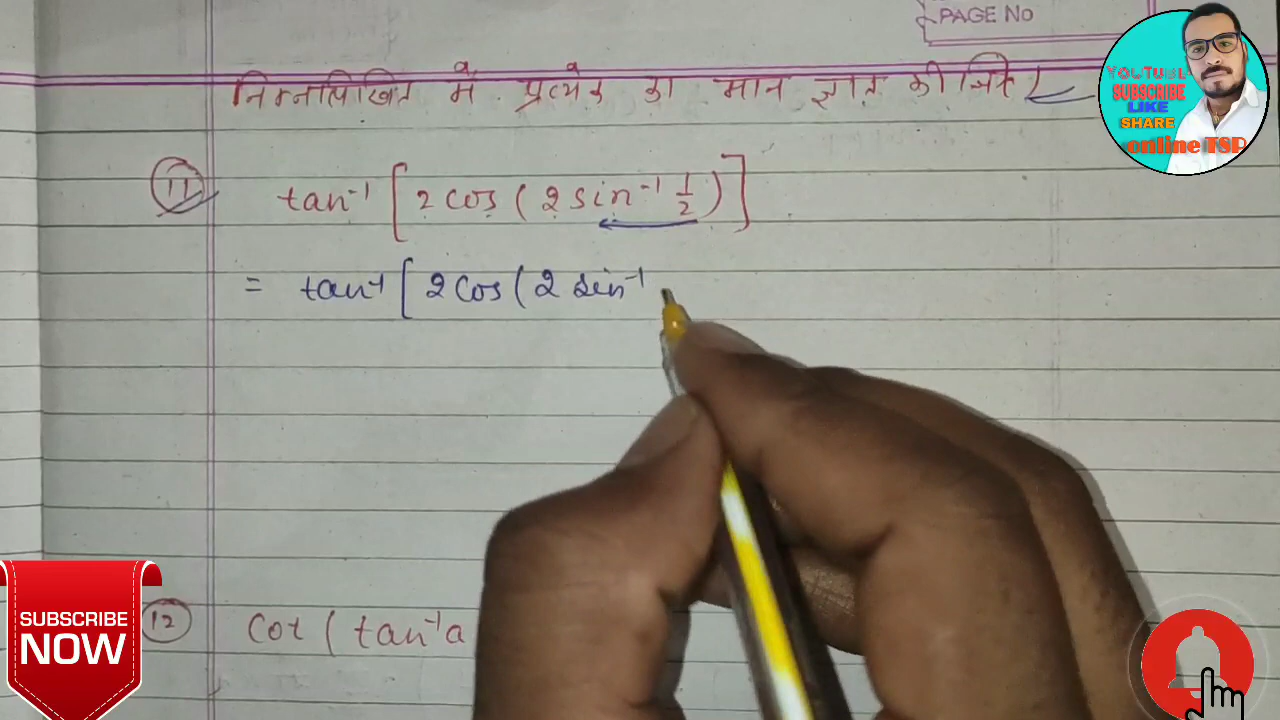 PAGE No
निम्नलिखित में प्रत्येक का मान ज्ञात कीजिए
YOUTUBE
SUBSCRIBE
LIKE
SHARE
online TSP
(11) tan⁻¹ [ 2 cos ( 2 sin⁻¹ 1/2 ) ]
= tan⁻¹ [ 2 cos ( 2 sin⁻¹
SUBSCRIBE
NOW
(12) cot ( tan⁻¹a